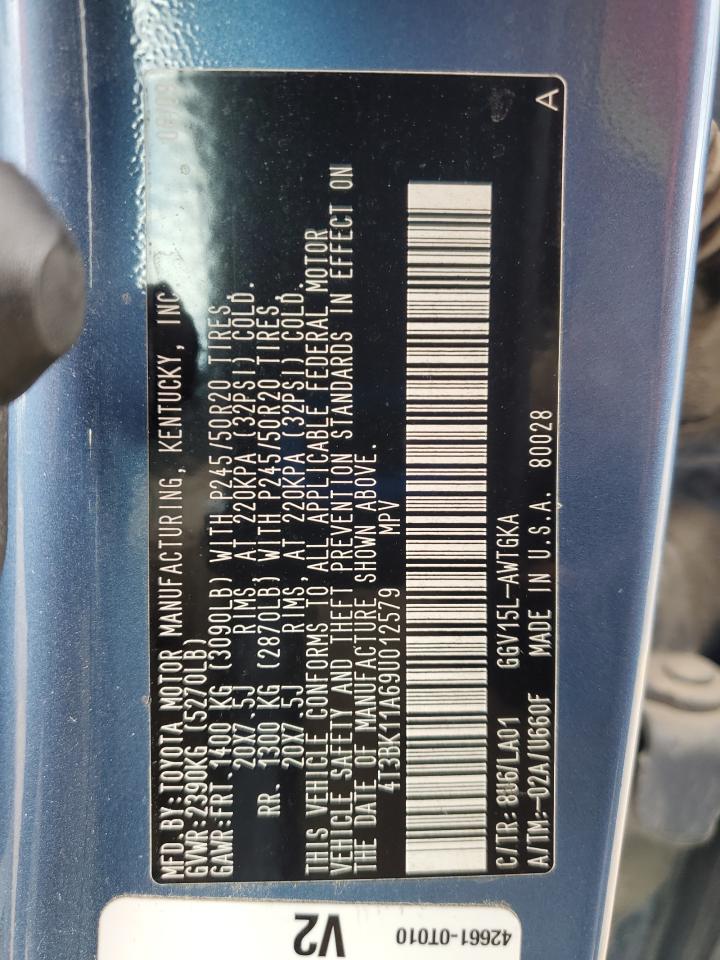 MFD. BY: TOYOTA MOTOR MANUFACTURING, KENTUCKY, INC.
GVWR:2390KG (5270LB)
GAWR:FRT. 1400 KG (3090LB) WITH P245/50R20 TIRES,
20X7.5J RIMS, AT 220KPA (32PSI) COLD.
RR. 1300 KG (2870LB) WITH P245/50R20 TIRES,
20X7.5J RIMS, AT 220KPA (32PSI) COLD.
THIS VEHICLE CONFORMS TO ALL APPLICABLE FEDERAL MOTOR
VEHICLE SAFETY AND THEFT PREVENTION STANDARDS IN EFFECT ON
THE DATE OF MANUFACTURE SHOWN ABOVE.
4T3BK11A69U012579 MPV
C/TR:8U6/LA01 GGV15L-AWTGKA
A/TM:-02A/U660F MADE IN U.S.A. 80028
A
V2
42661-0T010